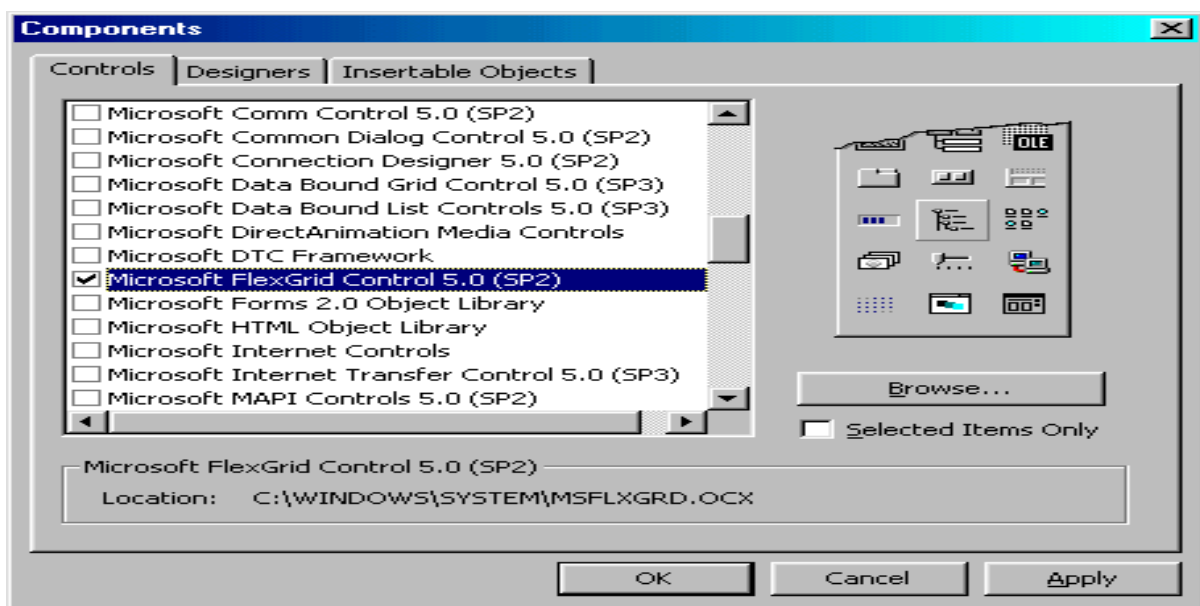 Components
Controls Designers Insertable Objects
Microsoft Comm Control 5.0 (SP2)
Microsoft Common Dialog Control 5.0 (SP2)
Microsoft Connection Designer 5.0 (SP2)
Microsoft Data Bound Grid Control 5.0 (SP3)
Microsoft Data Bound List Controls 5.0 (SP3)
Microsoft DirectAnimation Media Controls
Microsoft DTC Framework
Microsoft FlexGrid Control 5.0 (SP2)
Microsoft Forms 2.0 Object Library
Microsoft HTML Object Library
Microsoft Internet Controls
Microsoft Internet Transfer Control 5.0 (SP3)
Microsoft MAPI Controls 5.0 (SP2)
OLE
Browse...
Selected Items Only
Microsoft FlexGrid Control 5.0 (SP2)
Location: C:\WINDOWS\SYSTEM\MSFLXGRD.OCX
OK Cancel Apply